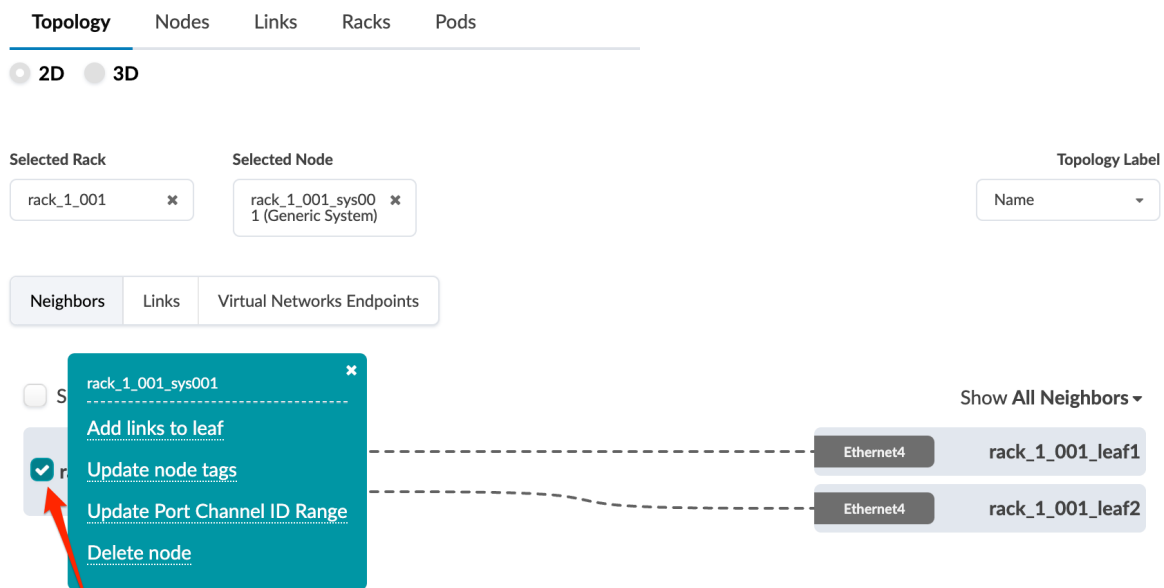 Topology Nodes Links Racks Pods
2D 3D
Selected Rack Selected Node Topology Label
rack_1_001 rack_1_001_sys00
1 (Generic System) Name
Neighbors Links Virtual Networks Endpoints
rack_1_001_sys001
Show All Neighbors
Add links to leaf
Ethernet4 rack_1_001_leaf1
Update node tags
Update Port Channel ID Range
Ethernet4 rack_1_001_leaf2
Delete node